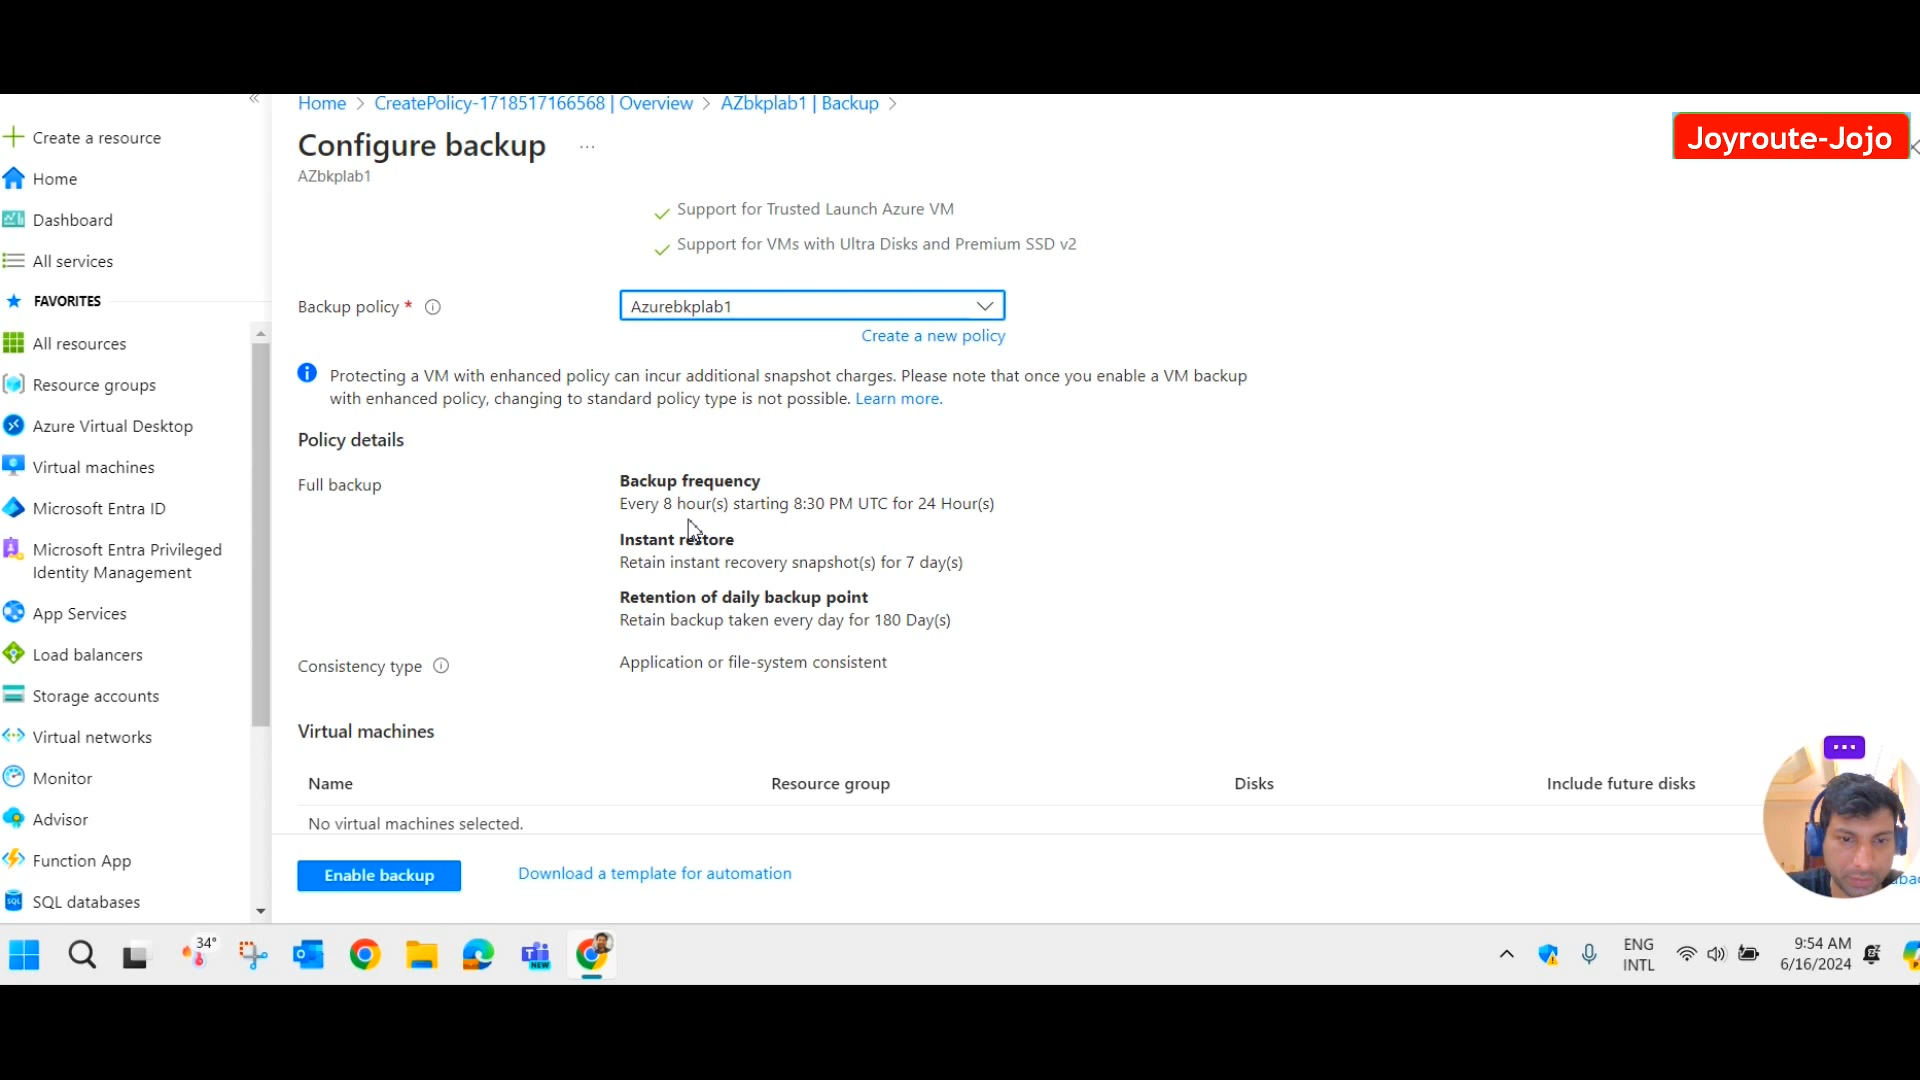 Home > CreatePolicy-1718517166568 | Overview > AZbkplab1 | Backup >
Joyroute-Jojo
Configure backup ...
AZbkplab1
Create a resource
Home
Dashboard
All services
FAVORITES
All resources
Resource groups
Azure Virtual Desktop
Virtual machines
Microsoft Entra ID
Microsoft Entra Privileged
Identity Management
App Services
Load balancers
Storage accounts
Virtual networks
Monitor
Advisor
Function App
SQL databases
Support for Trusted Launch Azure VM
Support for VMs with Ultra Disks and Premium SSD v2
Backup policy *
Azurebkplab1
Create a new policy
Protecting a VM with enhanced policy can incur additional snapshot charges. Please note that once you enable a VM backup
with enhanced policy, changing to standard policy type is not possible. Learn more.
Policy details
Full backup
Backup frequency
Every 8 hour(s) starting 8:30 PM UTC for 24 Hour(s)
Instant restore
Retain instant recovery snapshot(s) for 7 day(s)
Retention of daily backup point
Retain backup taken every day for 180 Day(s)
Consistency type
Application or file-system consistent
Virtual machines
Name Resource group Disks Include future disks
No virtual machines selected.
Enable backup
Download a template for automation
34°
NEW
ENG
INTL
9:54 AM
6/16/2024